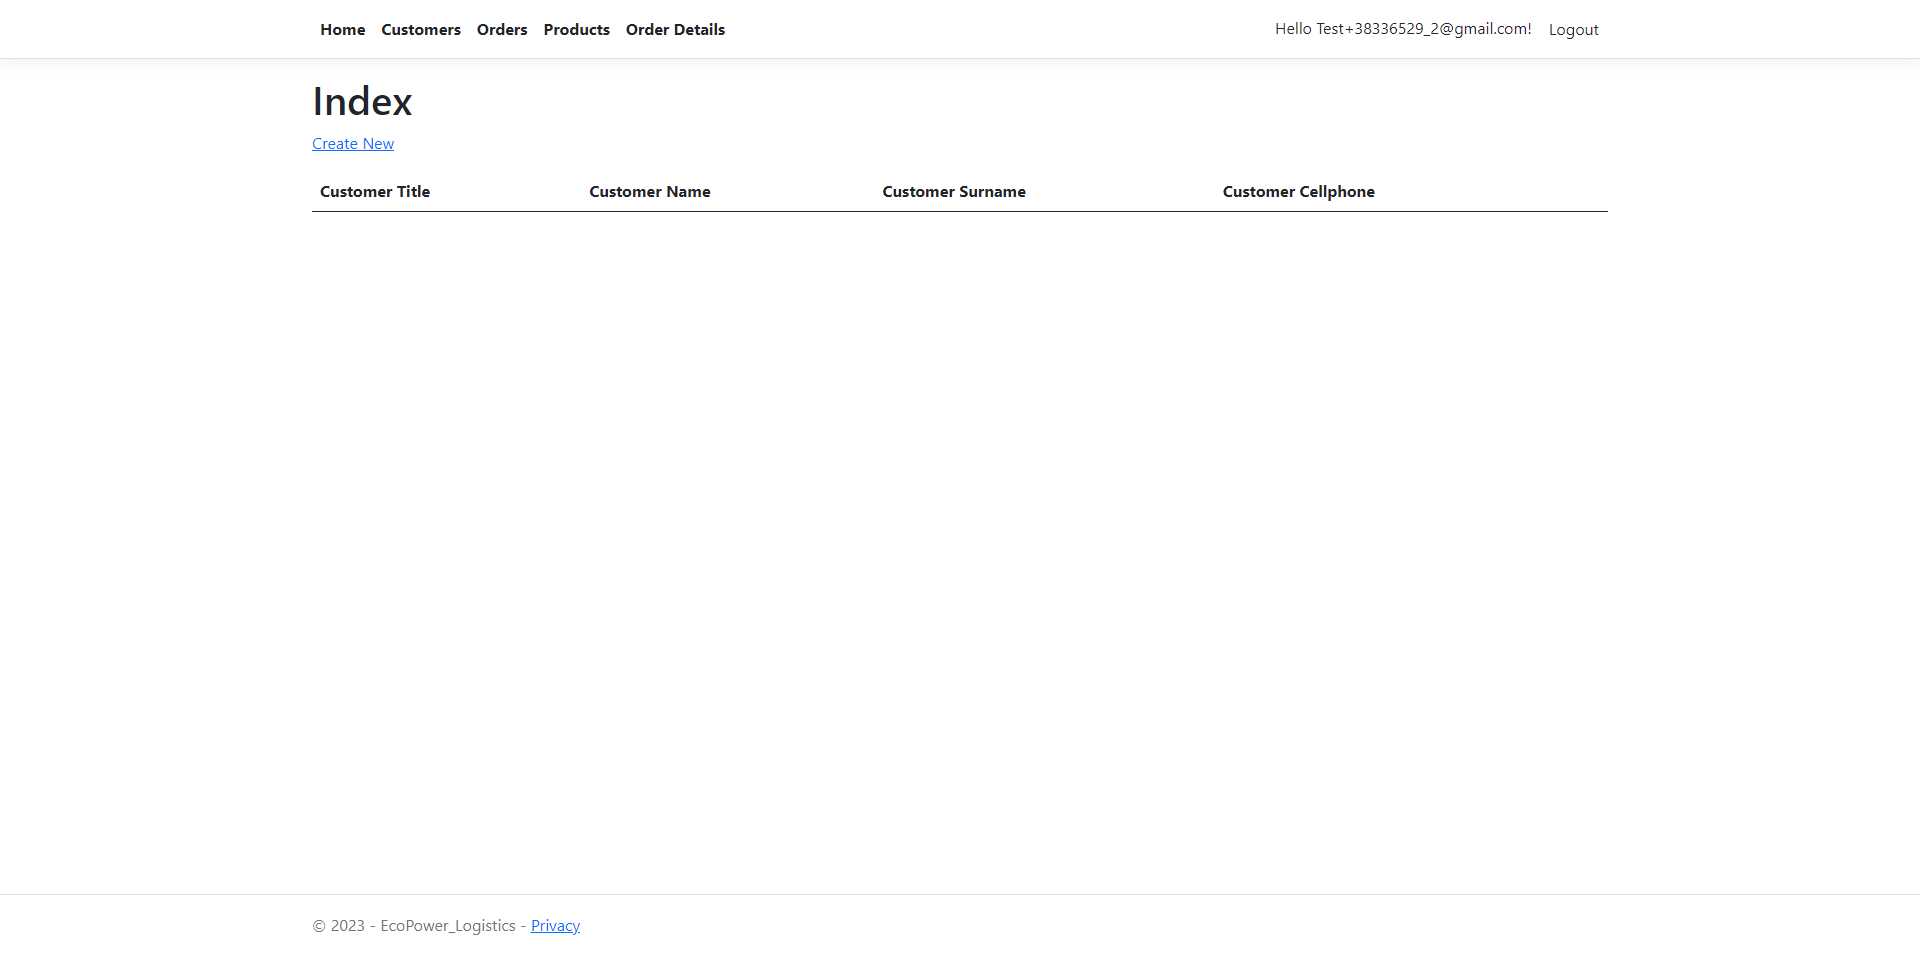 Home Customers Orders Products Order Details Hello Test+38336529_2@gmail.com! Logout
Index
Create New
Customer Title Customer Name Customer Surname Customer Cellphone
© 2023 - EcoPower_Logistics - Privacy